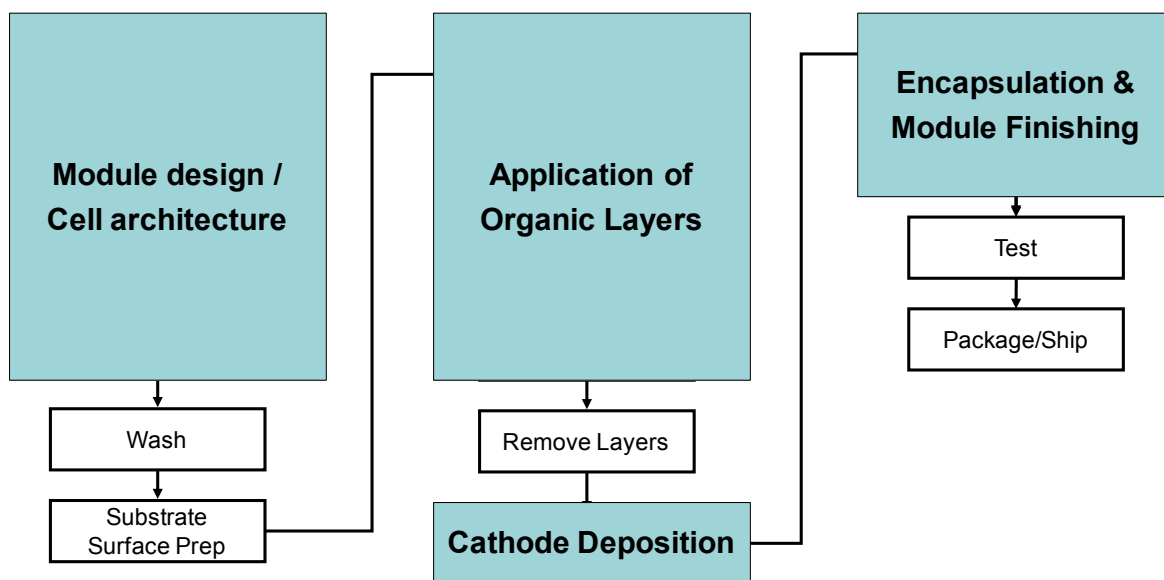 Module design /
Cell architecture
Wash
Substrate
Surface Prep
Application of
Organic Layers
Remove Layers
Cathode Deposition
Encapsulation &
Module Finishing
Test
Package/Ship